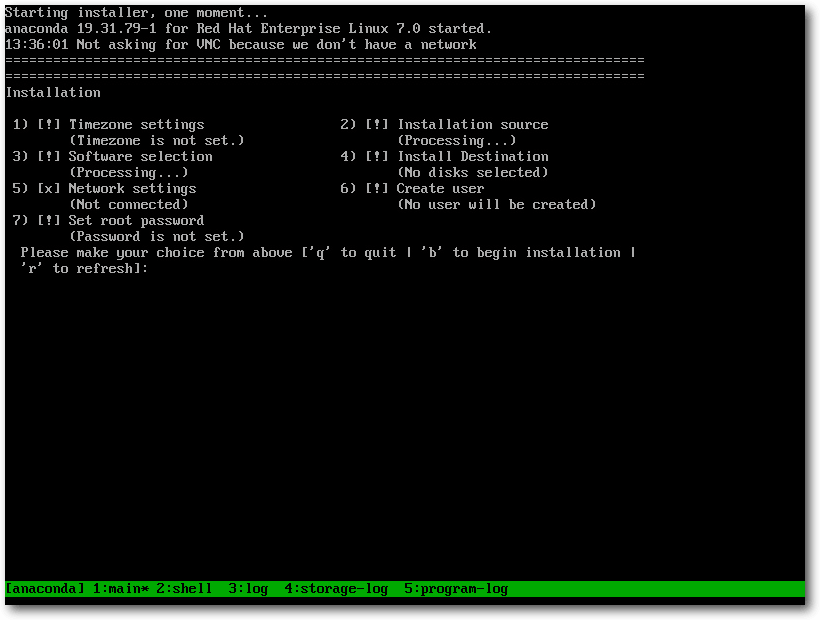 Starting installer, one moment...
anaconda 19.31.79-1 for Red Hat Enterprise Linux 7.0 started.
13:36:01 Not asking for VNC because we don't have a network
================================================================================
================================================================================
Installation
1) [!] Timezone settings 2) [!] Installation source
(Timezone is not set.) (Processing...)
3) [!] Software selection 4) [!] Install Destination
(Processing...) (No disks selected)
5) [x] Network settings 6) [!] Create user
(Not connected) (No user will be created)
7) [!] Set root password
(Password is not set.)
Please make your choice from above ['q' to quit | 'b' to begin installation |
'r' to refresh]:
[anaconda] 1:main* 2:shell 3:log 4:storage-log 5:program-log